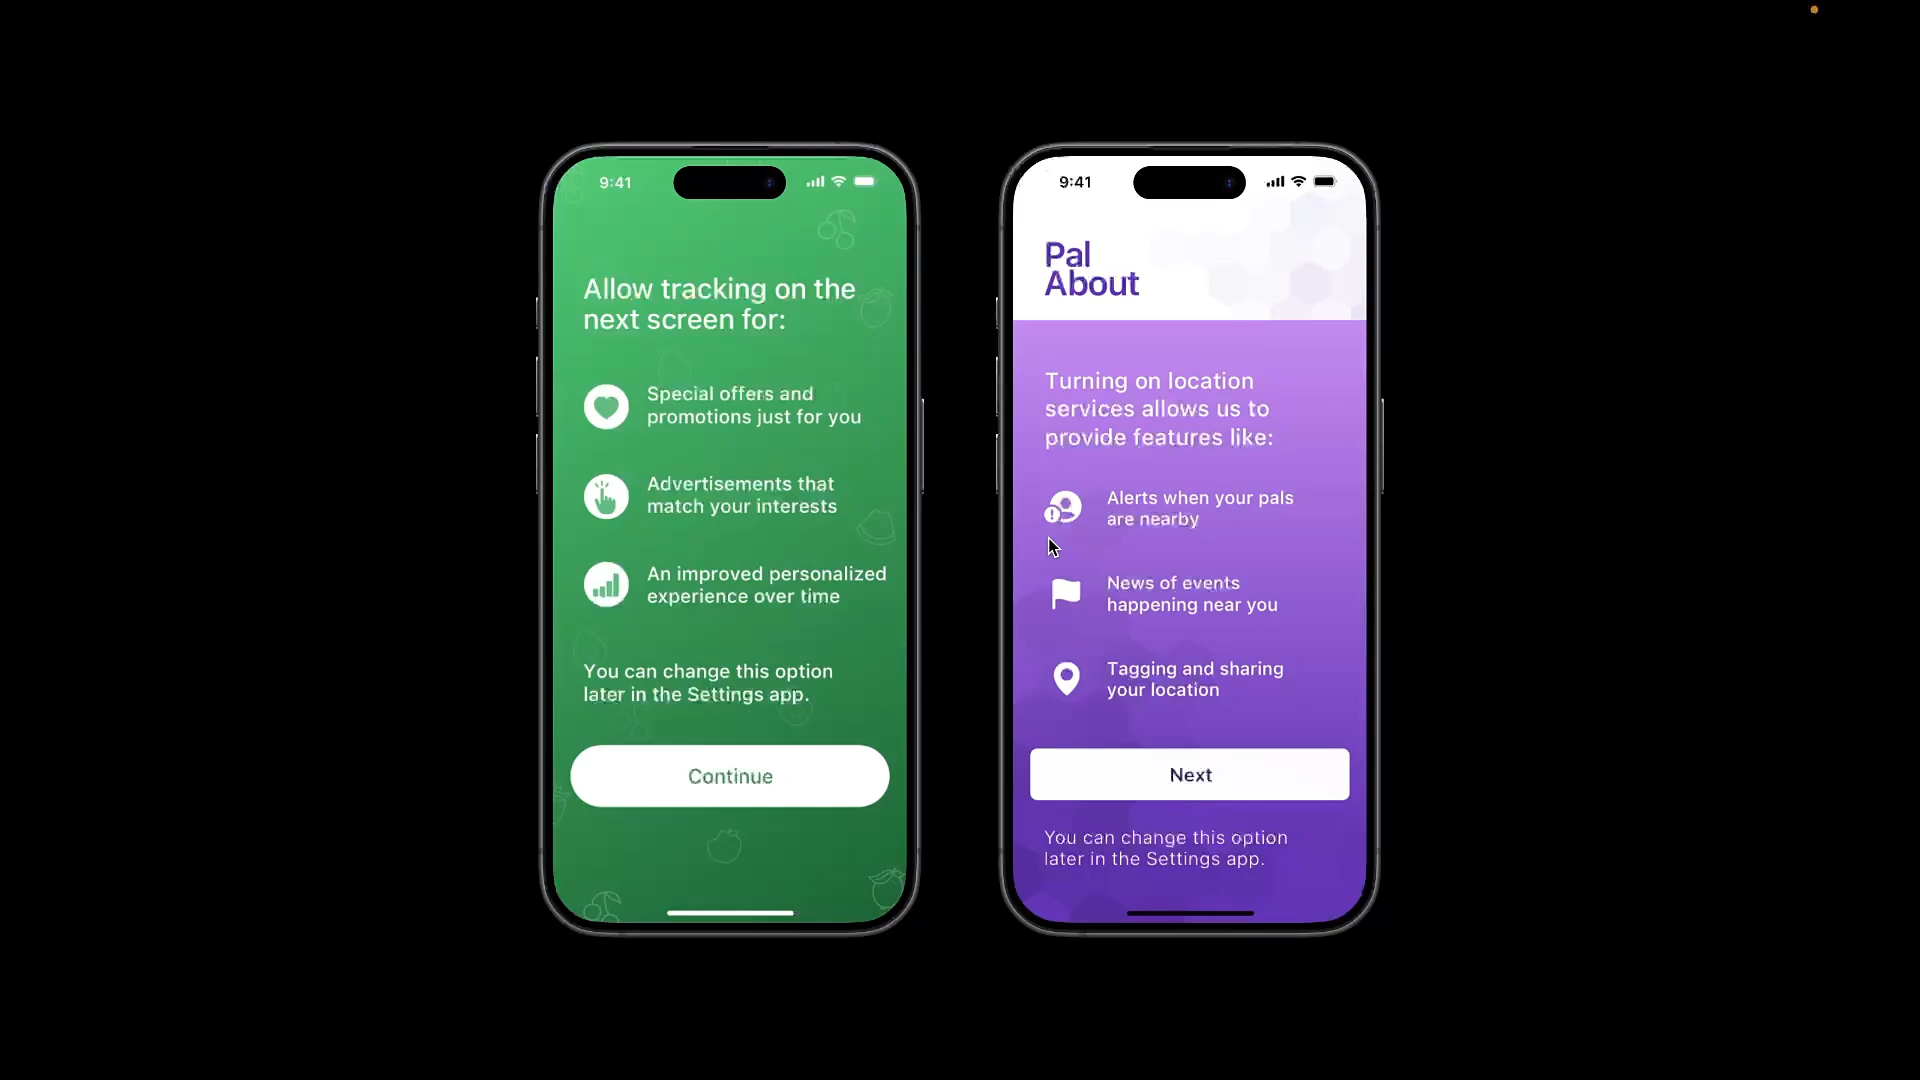 9:41
Allow tracking on the
next screen for:
Special offers and
promotions just for you
Advertisements that
match your interests
An improved personalized
experience over time
You can change this option
later in the Settings app.
Continue
9:41
Pal
About
Turning on location
services allows us to
provide features like:
Alerts when your pals
are nearby
News of events
happening near you
Tagging and sharing
your location
Next
You can change this option
later in the Settings app.